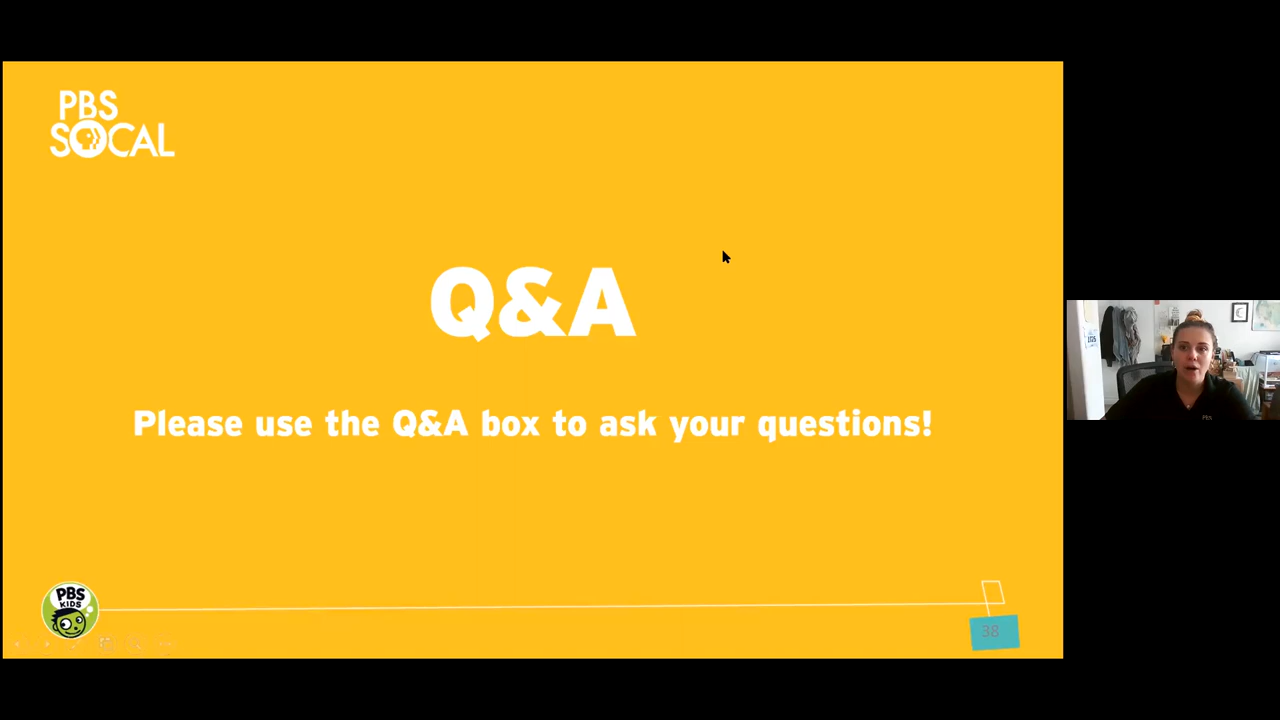 PBS
SOCAL
Q&A
Please use the Q&A box to ask your questions!
PBS
KIDS
38